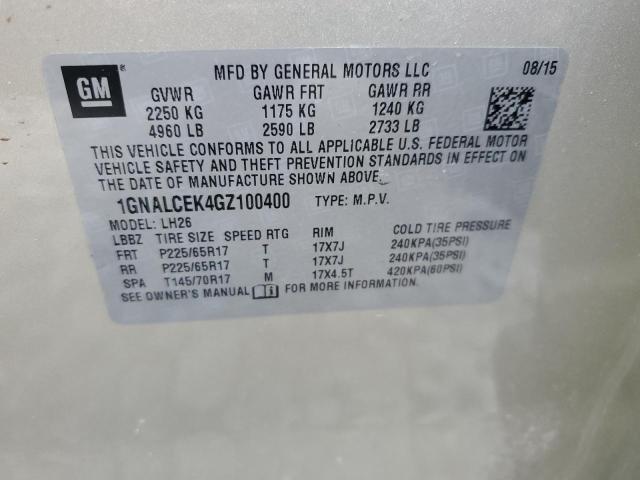 GM
MFD BY GENERAL MOTORS LLC 08/15
GVWR GAWR FRT GAWR RR
2250 KG 1175 KG 1240 KG
4960 LB 2590 LB 2733 LB
THIS VEHICLE CONFORMS TO ALL APPLICABLE U.S. FEDERAL MOTOR
VEHICLE SAFETY AND THEFT PREVENTION STANDARDS IN EFFECT ON
THE DATE OF MANUFACTURE SHOWN ABOVE.
1GNALCEK4GZ100400 TYPE: M.P.V.
MODEL: LH26
LBBZ TIRE SIZE SPEED RTG RIM COLD TIRE PRESSURE
FRT P225/65R17 T 17X7J 240KPA(35PSI)
RR P225/65R17 T 17X7J 240KPA(35PSI)
SPA T145/70R17 M 17X4.5T 420KPA(60PSI)
SEE OWNER'S MANUAL FOR MORE INFORMATION.